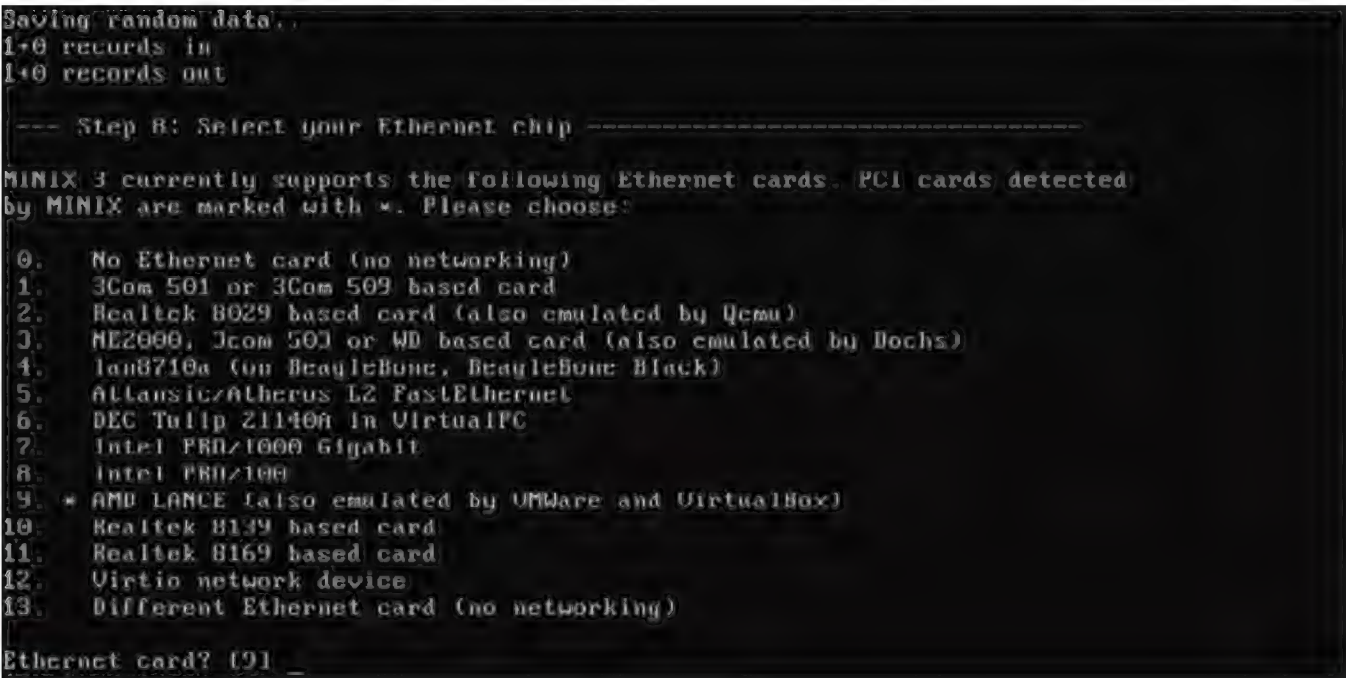 Saving random data..
1+0 records in
1+0 records out
--- Step 8: Select your Ethernet chip ---------------------------------
MINIX 3 currently supports the following Ethernet cards. PCI cards detected
by MINIX are marked with *. Please choose:
0. No Ethernet card (no networking)
1. 3Com 501 or 3Com 509 based card
2. Realtek 8029 based card (also emulated by Qemu)
3. NE2000, 3com 503 or WD based card (also emulated by Bochs)
4. lan8710a (on BeagleBone, BeagleBone Black)
5. Attansic/Atheros L2 FastEthernet
6. DEC Tulip 21140A in VirtualPC
7. Intel PRO/1000 Gigabit
8. Intel PRO/100
9. * AMD LANCE (also emulated by VMWare and VirtualBox)
10. Realtek 8139 based card
11. Realtek 8169 based card
12. Virtio network device
13. Different Ethernet card (no networking)
Ethernet card? [9] _